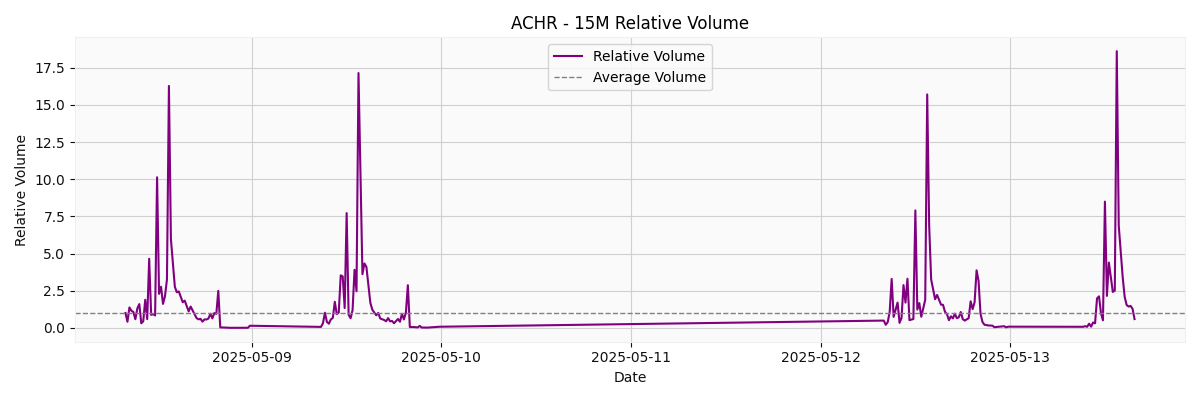 ACHR - 15M Relative Volume
Relative Volume
Average Volume
Relative Volume
17.5
15.0
12.5
10.0
7.5
5.0
2.5
0.0
2025-05-09 2025-05-10 2025-05-11 2025-05-12 2025-05-13
Date